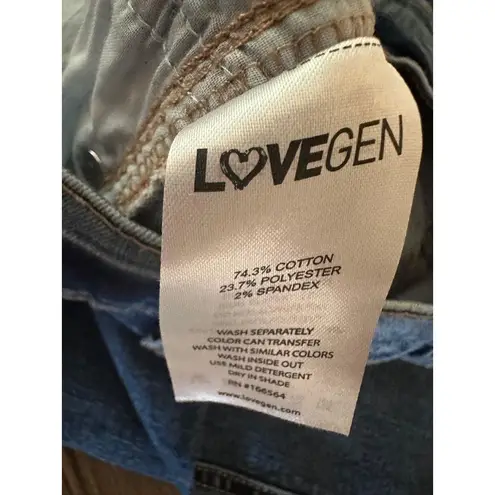 LOVEGEN
74.3% COTTON
23.7% POLYESTER
2% SPANDEX
WASH SEPARATELY
COLOR CAN TRANSFER
WASH WITH SIMILAR COLORS
WASH INSIDE OUT
USE MILD DETERGENT
DRY IN SHADE
RN #166564
www.lovegen.com